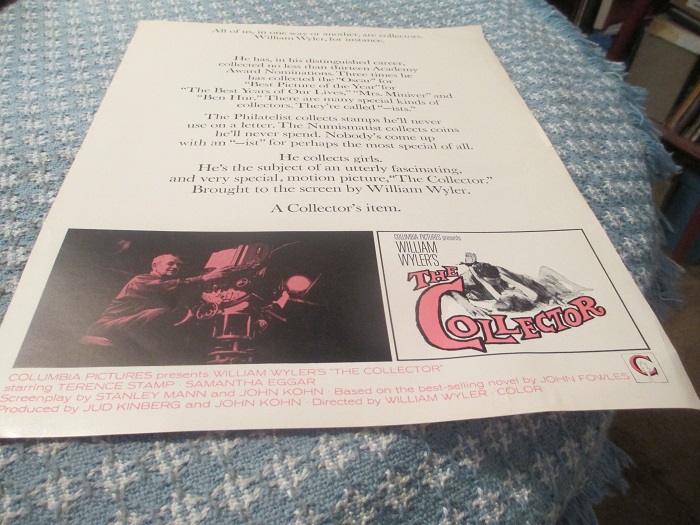 All of us, in one way or another, are collectors.
William Wyler, for instance.
He has, in his distinguished career,
collected no less than thirteen Academy
Award Nominations. Three times he
has collected the "Oscar" for
"Best Picture of the Year" for
"The Best Years of Our Lives," "Mrs. Miniver" and
"Ben Hur." There are many special kinds of
collectors. They're called "—ists."
The Philatelist collects stamps he'll never
use on a letter. The Numismatist collects coins
he'll never spend. Nobody's come up
with an "—ist" for perhaps the most special of all.
He collects girls.
He's the subject of an utterly fascinating,
and very special, motion picture, "The Collector."
Brought to the screen by William Wyler.
A Collector's item.
COLUMBIA PICTURES presents
WILLIAM
WYLER'S
THE
COLLECTOR
C
COLUMBIA PICTURES presents WILLIAM WYLER'S "THE COLLECTOR"
starring TERENCE STAMP · SAMANTHA EGGAR
Screenplay by STANLEY MANN and JOHN KOHN · Based on the best-selling novel by JOHN FOWLES
Produced by JUD KINBERG and JOHN KOHN · Directed by WILLIAM WYLER · COLOR